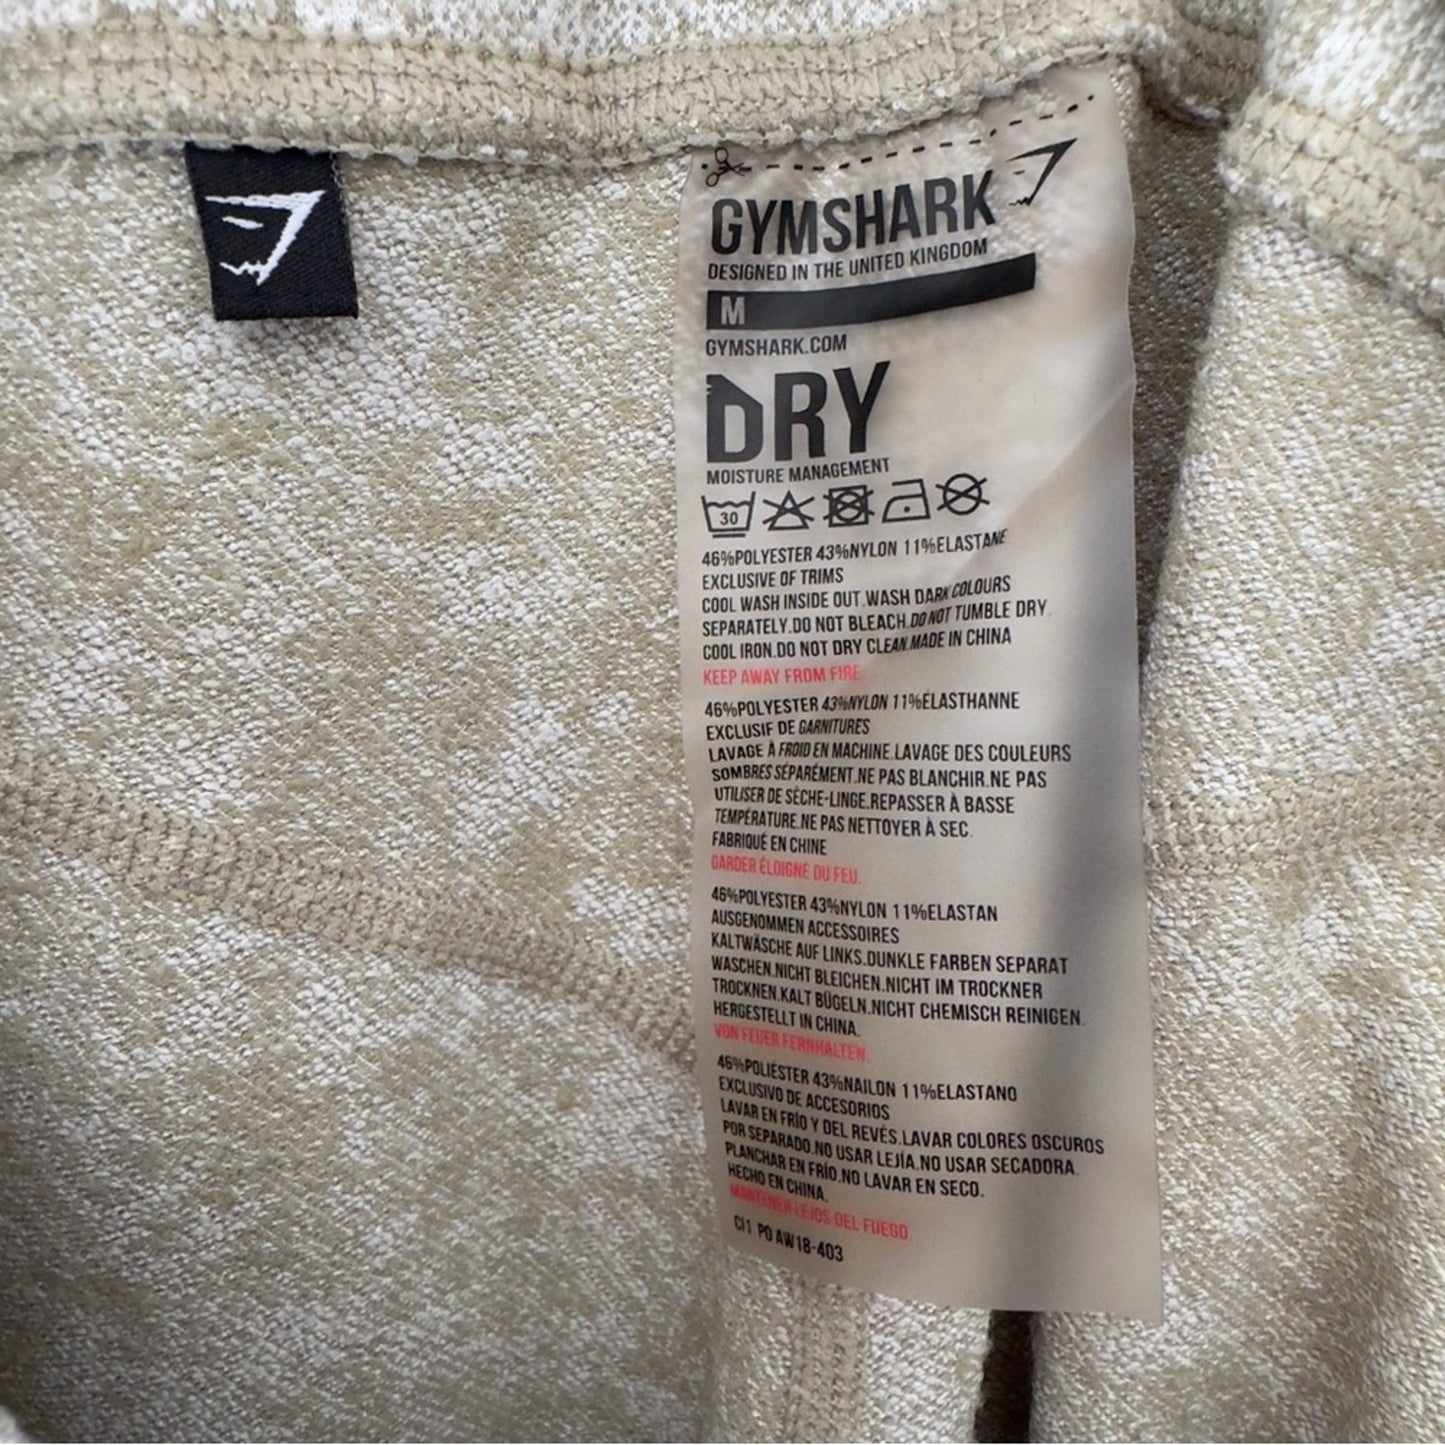 GYMSHARK
DESIGNED IN THE UNITED KINGDOM
M
GYMSHARK.COM
DRY
MOISTURE MANAGEMENT
30
46%POLYESTER 43%NYLON 11%ELASTANE
EXCLUSIVE OF TRIMS
COOL WASH INSIDE OUT.WASH DARK COLOURS
SEPARATELY.DO NOT BLEACH.DO NOT TUMBLE DRY.
COOL IRON.DO NOT DRY CLEAN.MADE IN CHINA
KEEP AWAY FROM FIRE
46%POLYESTER 43%NYLON 11%ÉLASTHANNE
EXCLUSIF DE GARNITURES
LAVAGE À FROID EN MACHINE.LAVAGE DES COULEURS
SOMBRES SÉPARÉMENT.NE PAS BLANCHIR.NE PAS
UTILISER DE SÈCHE-LINGE.REPASSER À BASSE
TEMPÉRATURE.NE PAS NETTOYER À SEC.
FABRIQUÉ EN CHINE
GARDER ÉLOIGNÉ DU FEU.
46%POLYESTER 43%NYLON 11%ELASTAN
AUSGENOMMEN ACCESSOIRES
KALTWÄSCHE AUF LINKS.DUNKLE FARBEN SEPARAT
WASCHEN.NICHT BLEICHEN.NICHT IM TROCKNER
TROCKNEN.KALT BÜGELN.NICHT CHEMISCH REINIGEN.
HERGESTELLT IN CHINA.
VON FEUER FERNHALTEN.
46%POLIÉSTER 43%NAILON 11%ELASTANO
EXCLUSIVO DE ACCESORIOS
LAVAR EN FRÍO Y DEL REVÉS.LAVAR COLORES OSCUROS
POR SEPARADO.NO USAR LEJÍA.NO USAR SECADORA.
PLANCHAR EN FRÍO.NO LAVAR EN SECO.
HECHO EN CHINA.
MANTENER LEJOS DEL FUEGO.
CI1 PO AW18-403